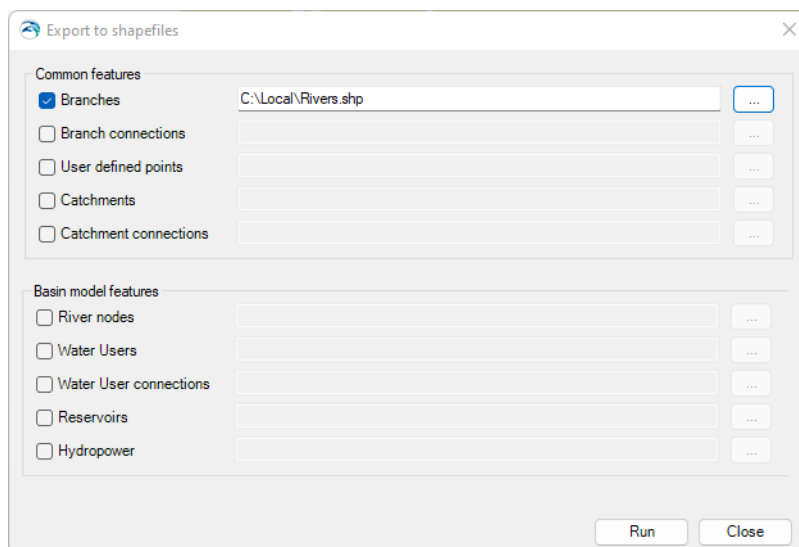 Export to shapefiles
Common features
Branches C:\Local\Rivers.shp ...
Branch connections ...
User defined points ...
Catchments ...
Catchment connections ...
Basin model features
River nodes ...
Water Users ...
Water User connections ...
Reservoirs ...
Hydropower ...
Run Close